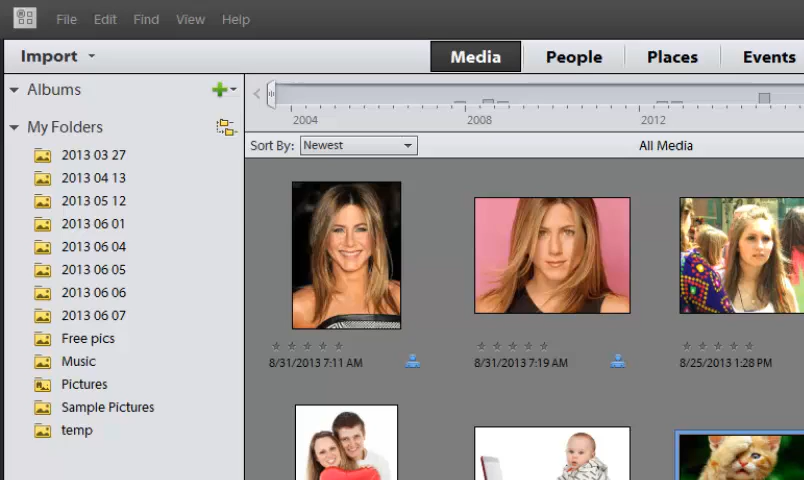 File Edit Find View Help
Import Media People Places Events
Albums
2004 2008 2012
My Folders
Sort By: Newest All Media
2013 03 27
2013 04 13
2013 05 12
2013 06 01
2013 06 04
2013 06 05
2013 06 06
2013 06 07
Free pics
Music
Pictures
Sample Pictures
temp
8/31/2013 7:11 AM 8/31/2013 7:19 AM 8/25/2013 1:28 PM